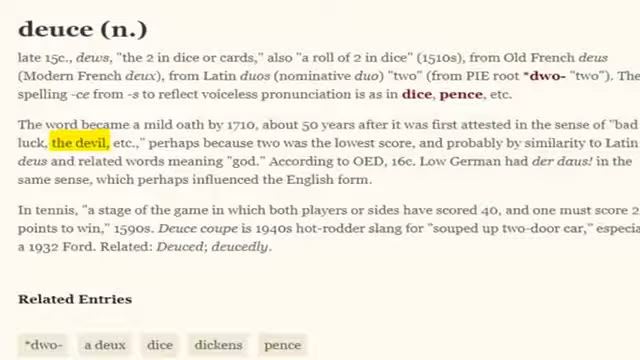 deuce (n.)
late 15c., dews, "the 2 in dice or cards," also "a roll of 2 in dice" (1510s), from Old French deus
(Modern French deux), from Latin duos (nominative duo) "two" (from PIE root *dwo- "two"). The
spelling -ce from -s to reflect voiceless pronunciation is as in dice, pence, etc.
The word became a mild oath by 1710, about 50 years after it was first attested in the sense of "bad
luck, the devil, etc.," perhaps because two was the lowest score, and probably by similarity to Latin
deus and related words meaning "god." According to OED, 16c. Low German had der daus! in the
same sense, which perhaps influenced the English form.
In tennis, "a stage of the game in which both players or sides have scored 40, and one must score 2
points to win," 1590s. Deuce coupe is 1940s hot-rodder slang for "souped up two-door car," especia
a 1932 Ford. Related: Deuced; deucedly.
Related Entries
*dwo- a deux dice dickens pence